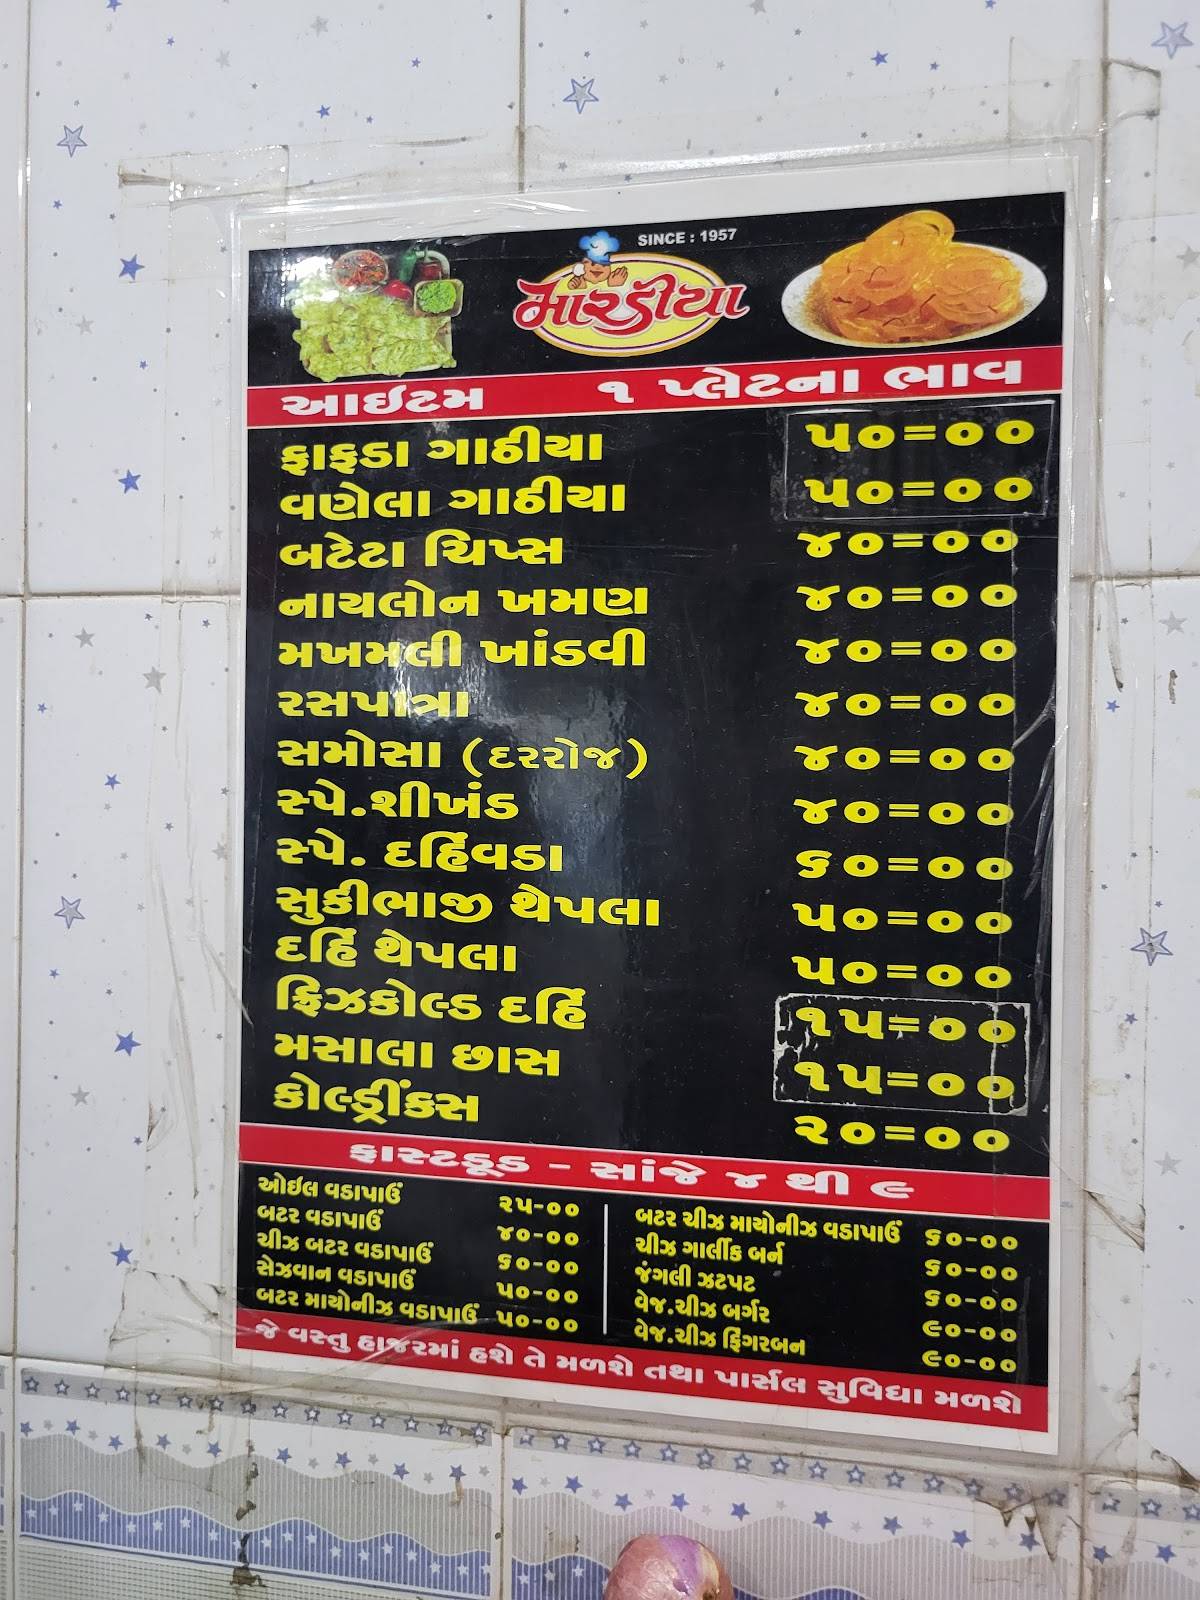 SINCE : 1957
મારડીયા
આઈટમ ૧ પ્લેટના ભાવ
ફાફડા ગાઠીયા ૫૦=૦૦
વણેલા ગાઠીયા ૫૦=૦૦
બટેટા ચિપ્સ ૪૦=૦૦
નાયલોન ખમણ ૪૦=૦૦
મખમલી ખાંડવી ૪૦=૦૦
રસપાત્રા ૪૦=૦૦
સમોસા (દરરોજ) ૪૦=૦૦
સ્પે.શીખંડ ૪૦=૦૦
સ્પે. દહિંવડા ૬૦=૦૦
સુકીભાજી થેપલા ૫૦=૦૦
દહિં થેપલા ૫૦=૦૦
ફ્રિઝકોલ્ડ દહિં ૧૫=૦૦
મસાલા છાસ ૧૫=૦૦
કોલ્ડ્રીંક્સ ૨૦=૦૦
ફાસ્ટફૂડ - સાંજે ૪ થી ૯
ઓઈલ વડાપાઉં ૨૫-૦૦
બટર વડાપાઉં ૪૦-૦૦
ચીઝ બટર વડાપાઉં ૬૦-૦૦
સેઝવાન વડાપાઉં ૫૦-૦૦
બટર માયોનીઝ વડાપાઉં ૫૦-૦૦
બટર ચીઝ માયોનીઝ વડાપાઉં ૬૦-૦૦
ચીઝ ગાર્લીક બર્ન ૬૦-૦૦
જંગલી ઝટપટ ૬૦-૦૦
વેજ.ચીઝ બર્ગર ૯૦-૦૦
વેજ.ચીઝ ફિંગરબન ૯૦-૦૦
જે વસ્તુ હાજરમાં હશે તે મળશે તથા પાર્સલ સુવિધા મળશે